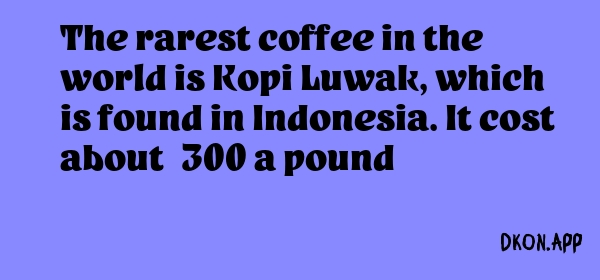 The rarest coffee in the
world is Kopi Luwak, which
is found in Indonesia. It cost
about  300 a pound
DKON.APP